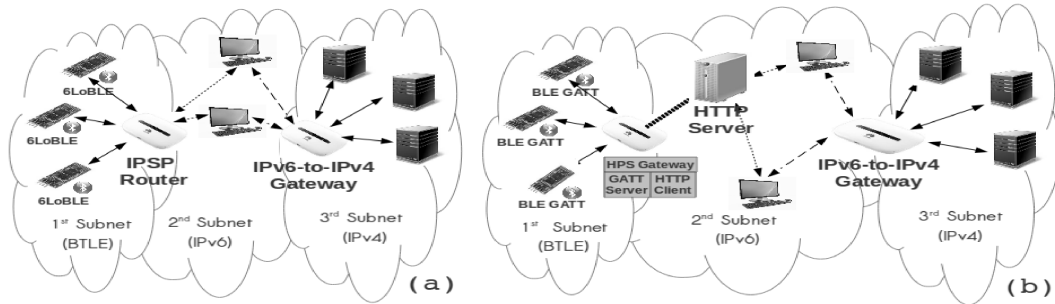 6LoBLE
6LoBLE
6LoBLE
IPSP
Router
IPv6-to-IPv4
Gateway
1st Subnet
(BTLE)
2nd Subnet
(IPv6)
3rd Subnet
(IPv4)
(a)
BLE GATT
BLE GATT
BLE GATT
HTTP
Server
HPS Gateway
GATT
Server
HTTP
Client
IPv6-to-IPv4
Gateway
1st Subnet
(BTLE)
2nd Subnet
(IPv6)
3rd Subnet
(IPv4)
(b)